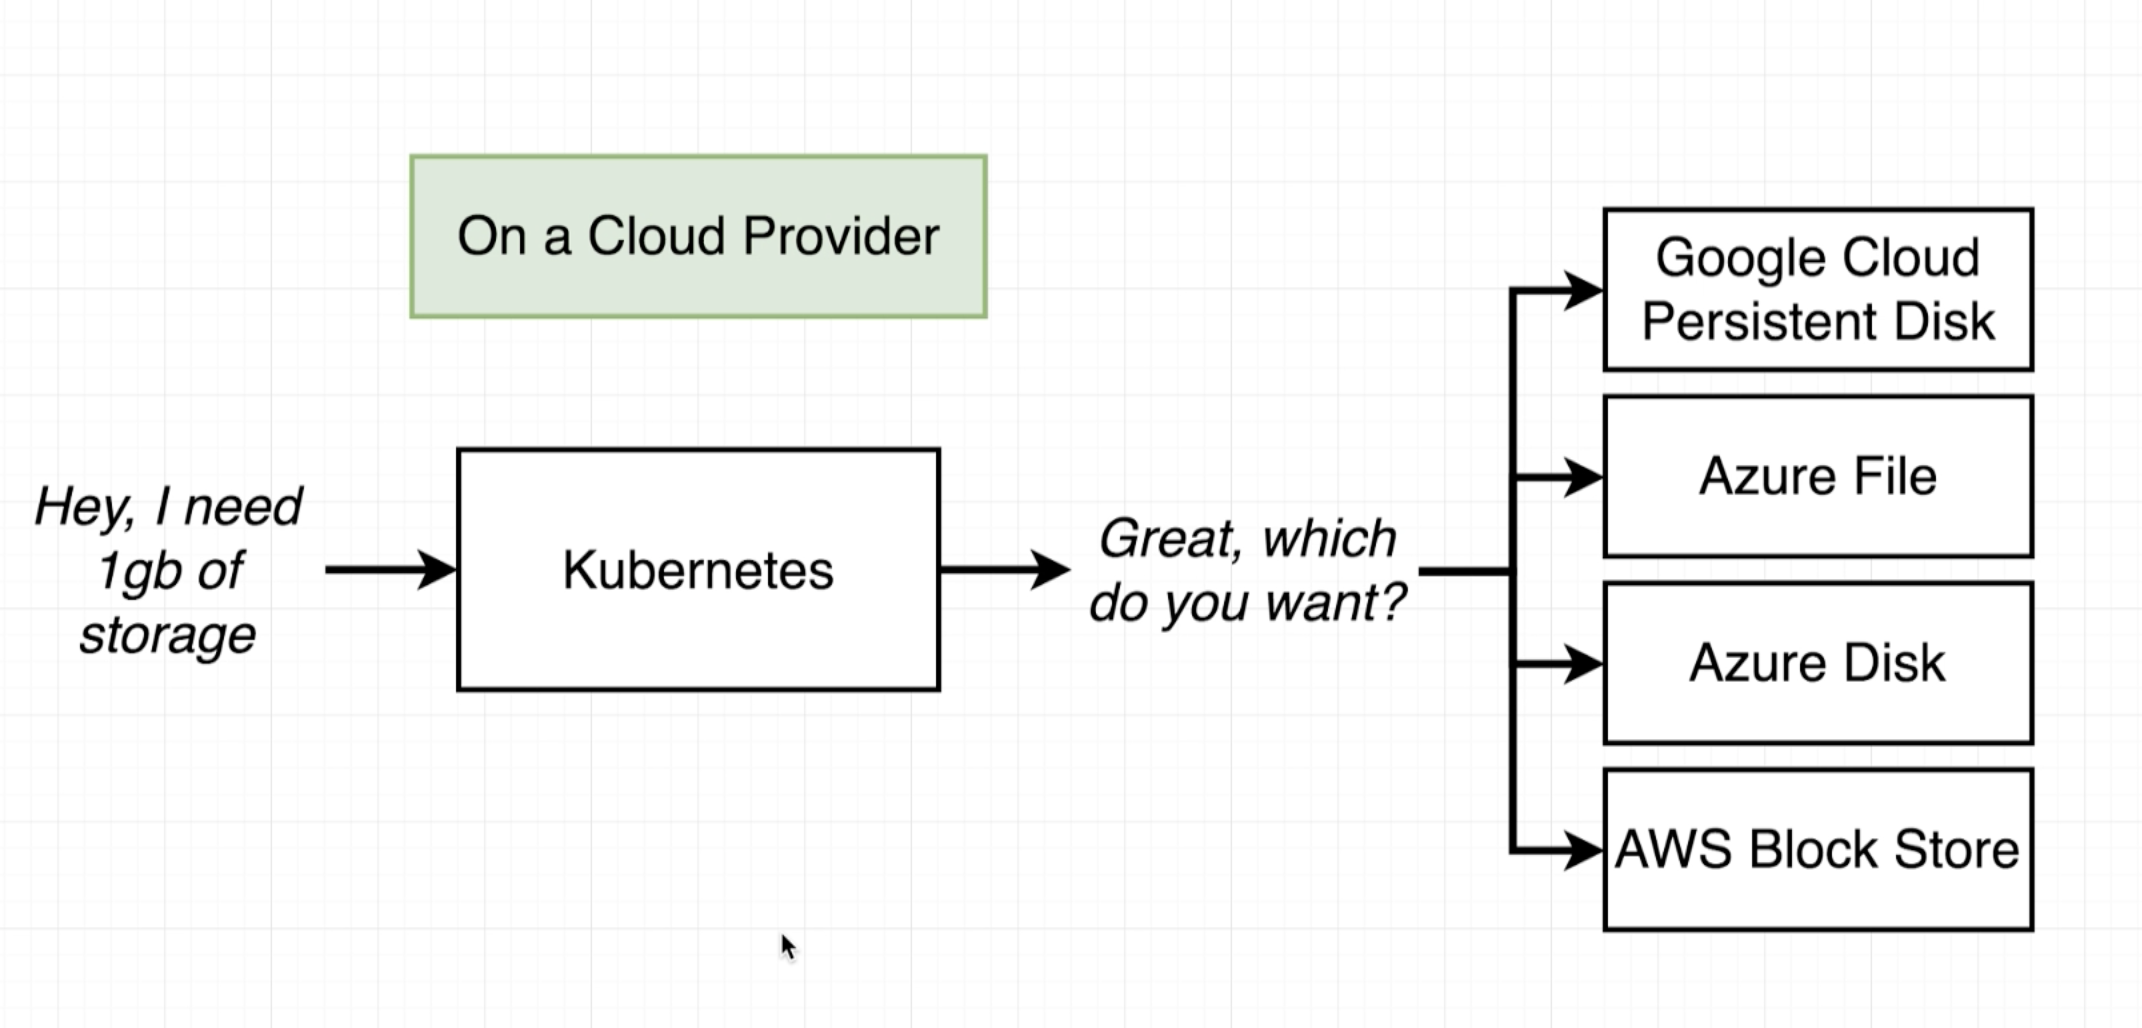 On a Cloud Provider
Hey, I need
1gb of
storage
Kubernetes
Great, which
do you want?
Google Cloud
Persistent Disk
Azure File
Azure Disk
AWS Block Store